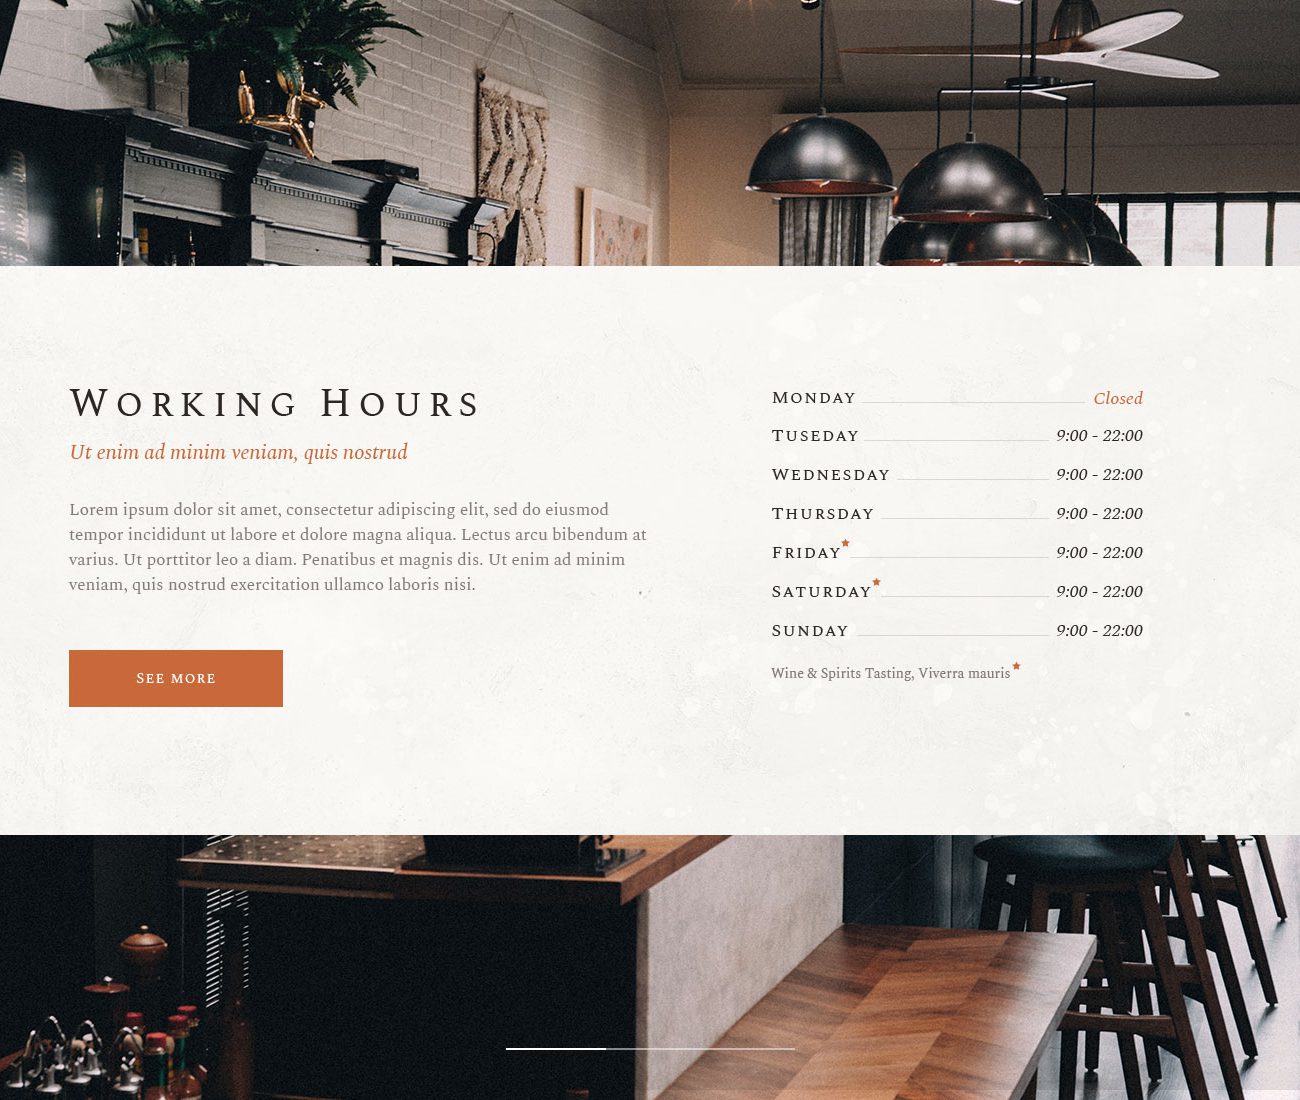 Working Hours
Ut enim ad minim veniam, quis nostrud
Lorem ipsum dolor sit amet, consectetur adipiscing elit, sed do eiusmod
tempor incididunt ut labore et dolore magna aliqua. Lectus arcu bibendum at
varius. Ut porttitor leo a diam. Penatibus et magnis dis. Ut enim ad minim
veniam, quis nostrud exercitation ullamco laboris nisi.
See more
Monday Closed
Tuseday 9:00 - 22:00
Wednesday 9:00 - 22:00
Thursday 9:00 - 22:00
Friday★ 9:00 - 22:00
Saturday★ 9:00 - 22:00
Sunday 9:00 - 22:00
Wine & Spirits Tasting, Viverra mauris★